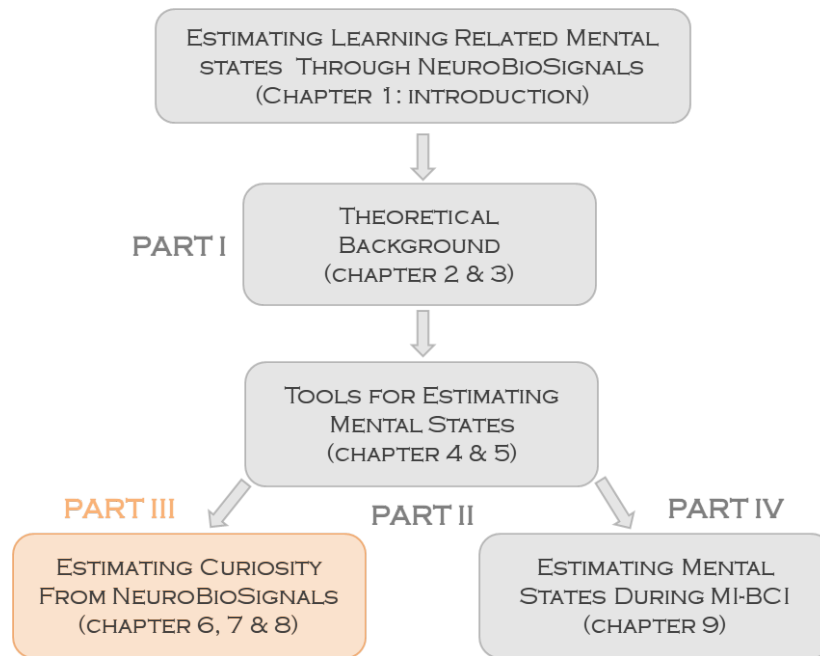 Estimating Learning Related Mental
states Through NeuroBioSignals
(Chapter 1: introduction)
PART I
Theoretical
Background
(chapter 2 & 3)
Tools for Estimating
Mental States
(chapter 4 & 5)
PART III
PART II
PART IV
Estimating Curiosity
From NeuroBioSignals
(chapter 6, 7 & 8)
Estimating Mental
States During MI-BCI
(chapter 9)